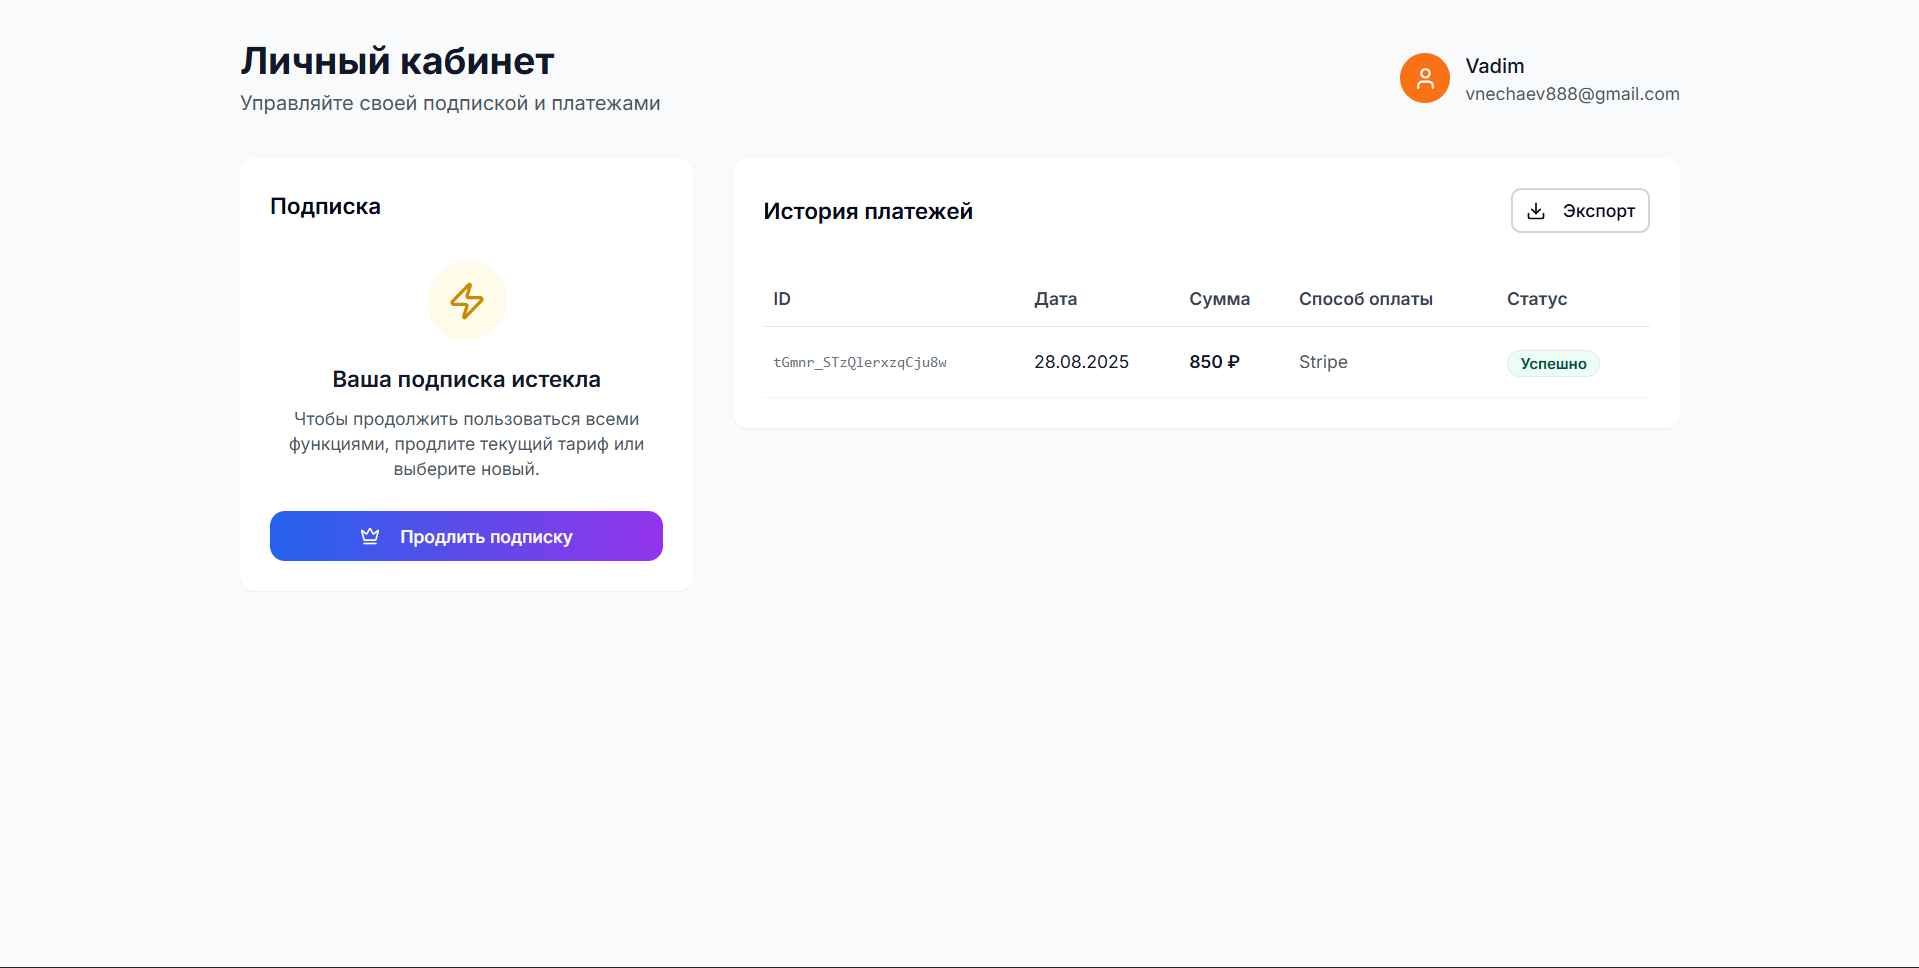 Личный кабинет
Управляйте своей подпиской и платежами
Vadim
vnechaev888@gmail.com
Подписка
Ваша подписка истекла
Чтобы продолжить пользоваться всеми
функциями, продлите текущий тариф или
выберите новый.
Продлить подписку
История платежей
Экспорт
ID Дата Сумма Способ оплаты Статус
tGmnr_STzQlerxzqCju8w 28.08.2025 850 ₽ Stripe Успешно